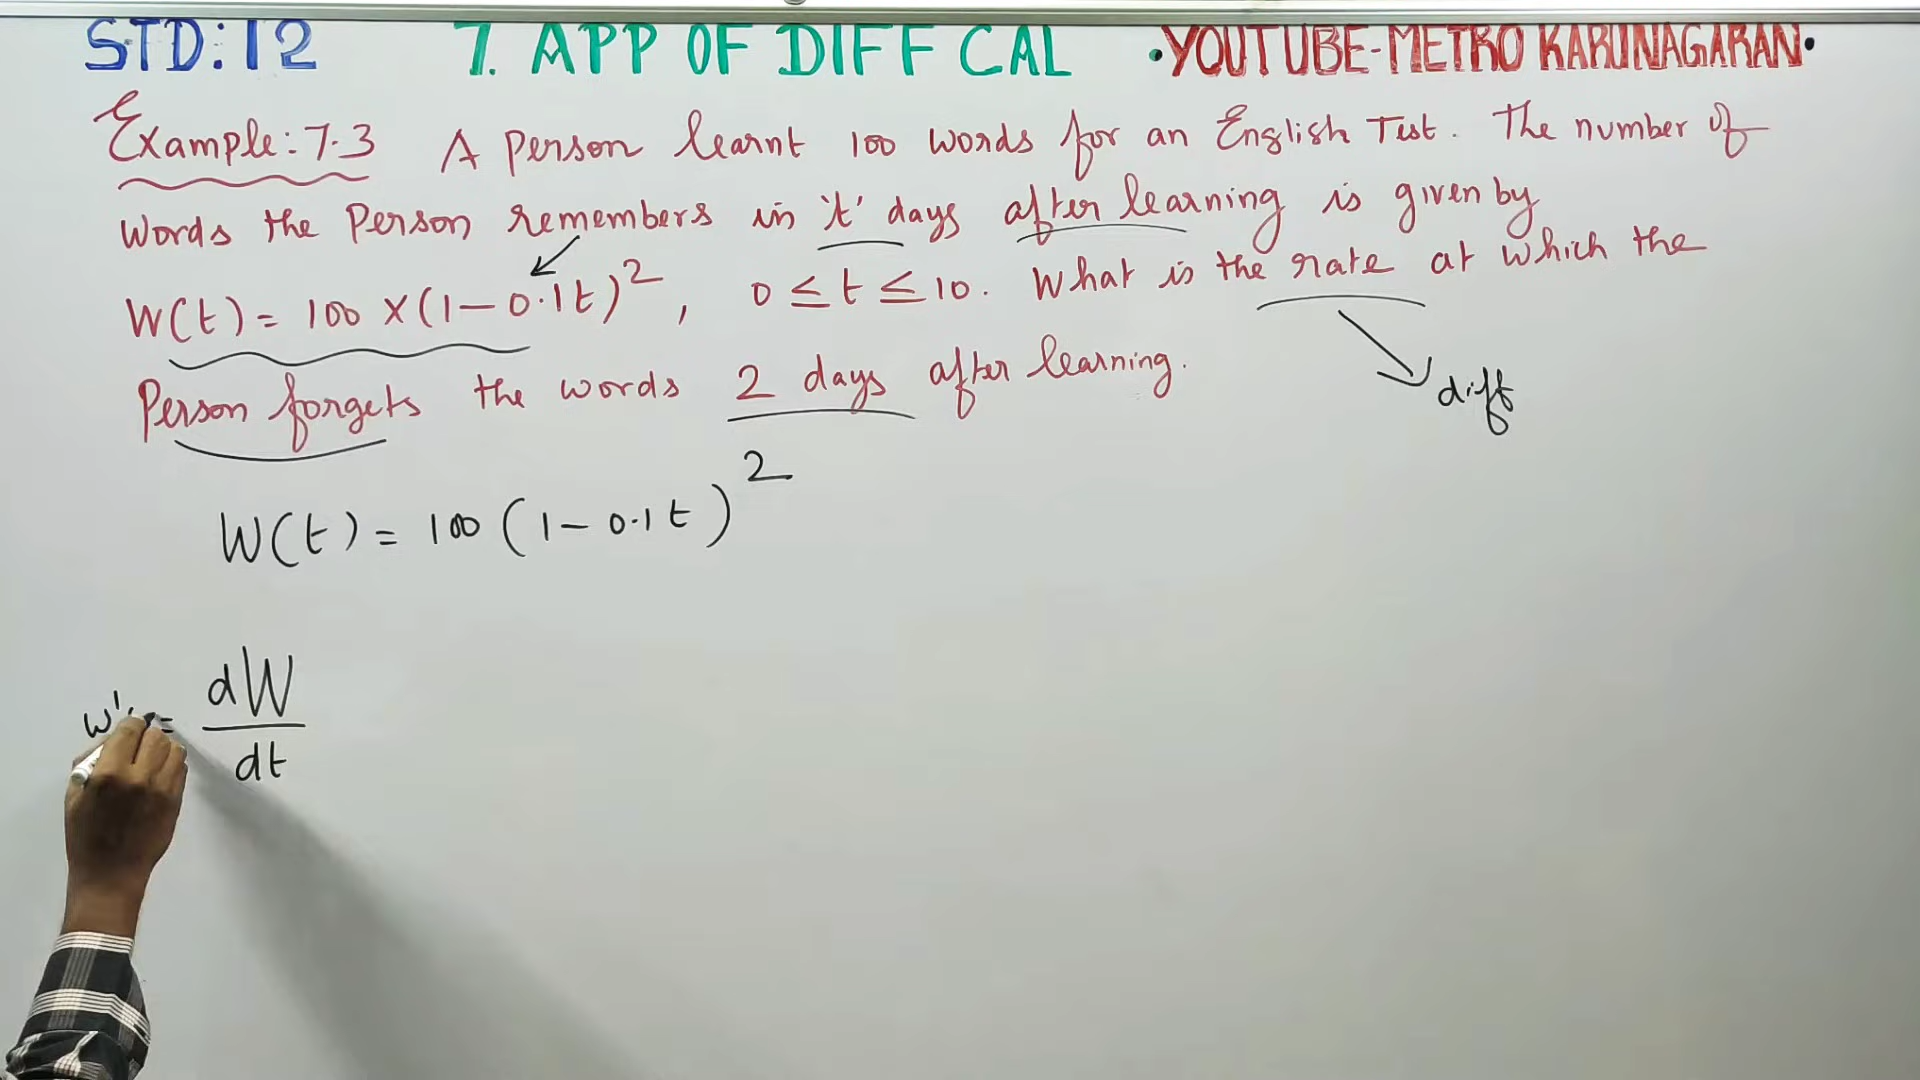 STD: 12 7. APP OF DIFF CAL •YOUTUBE-METRO KARUNAGARAN•
Example: 7.3 A Person learnt 100 words for an English Test. The number of
Words the Person remembers in 't' days after learning is given by
W(t) = 100 × (1 − 0.1t)², 0 ≤ t ≤ 10. What is the rate at which the
Person forgets the words 2 days after learning.
diff
W(t) = 100 (1 − 0.1t)²
w' = dW/dt